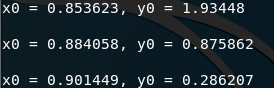 x0 = 0.853623, y0 = 1.93448
x0 = 0.884058, y0 = 0.875862
x0 = 0.901449, y0 = 0.286207